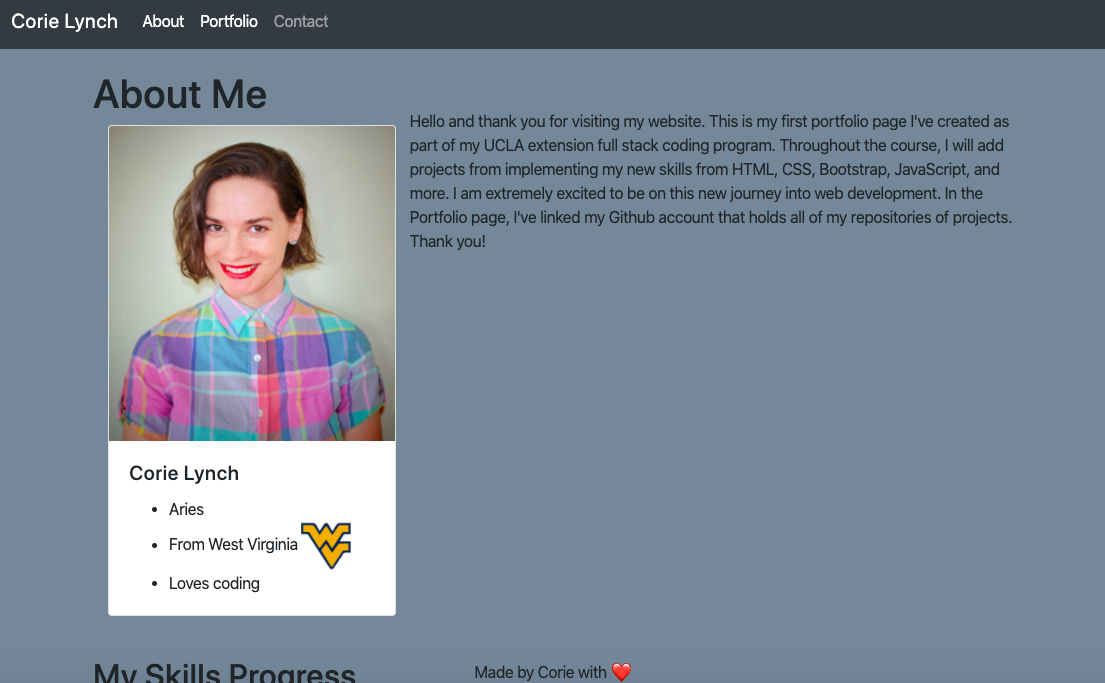 Corie Lynch About Portfolio Contact
About Me
Hello and thank you for visiting my website. This is my first portfolio page I've created as
part of my UCLA extension full stack coding program. Throughout the course, I will add
projects from implementing my new skills from HTML, CSS, Bootstrap, JavaScript, and
more. I am extremely excited to be on this new journey into web development. In the
Portfolio page, I've linked my Github account that holds all of my repositories of projects.
Thank you!
Corie Lynch
• Aries
• From West Virginia WV
• Loves coding
My Skills Progress
Made by Corie with ❤️